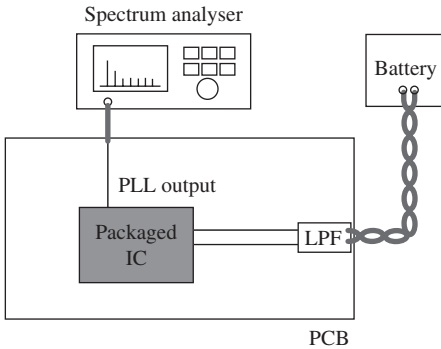 Spectrum analyser
Battery
PLL output
Packaged
IC
LPF
PCB